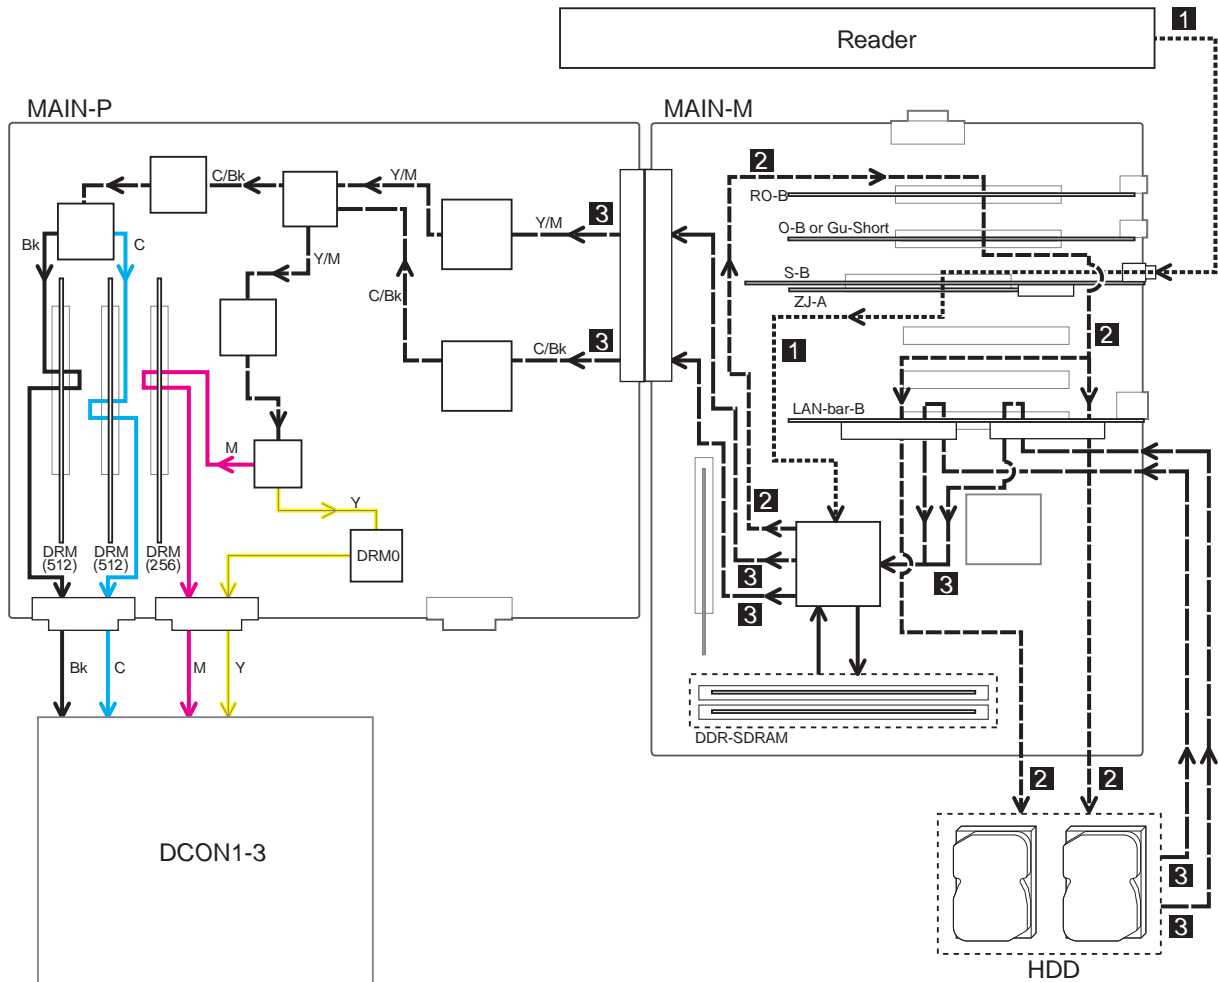 1
Reader
MAIN-P
MAIN-M
2
C/Bk
Y/M
RO-B
3
Y/M
O-B or Gu-Short
Bk
C
Y/M
S-B
C/Bk
ZJ-A
3
C/Bk
1
2
LAN-bar-B
M
2
Y
DRM
(512)
DRM
(512)
DRM
(256)
DRM0
3
3
3
Bk
C
M
Y
DDR-SDRAM
2
2
DCON1-3
3
3
HDD